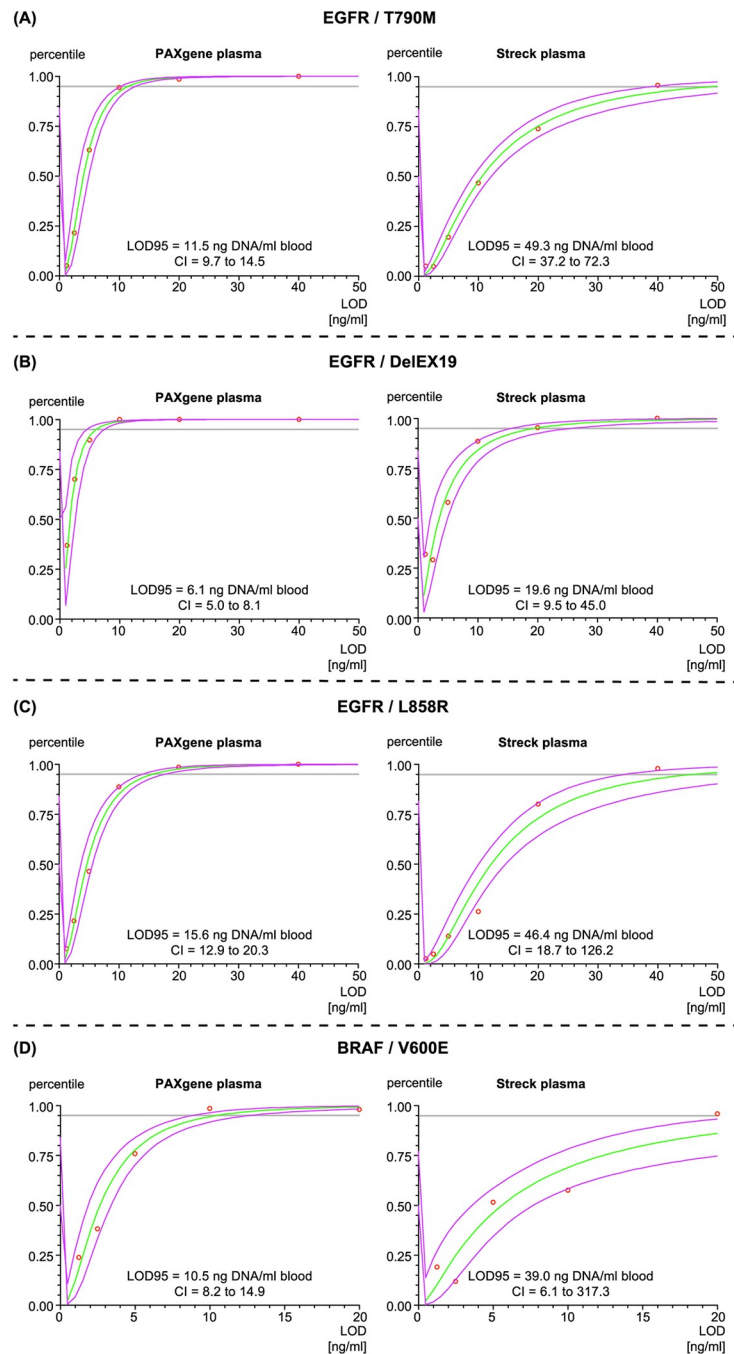 (A)
EGFR / T790M
percentile
PAXgene plasma
Streck plasma
1.00
0.75
0.50
0.25
0.00
LOD95 = 11.5 ng DNA/ml blood
CI = 9.7 to 14.5
0 10 20 30 40 50
LOD
[ng/ml]
1.00
0.75
0.50
0.25
0.00
LOD95 = 49.3 ng DNA/ml blood
CI = 37.2 to 72.3
0 10 20 30 40 50
LOD
[ng/ml]
(B)
EGFR / DelEX19
percentile
PAXgene plasma
percentile
Streck plasma
1.00
0.75
0.50
0.25
0.00
LOD95 = 6.1 ng DNA/ml blood
CI = 5.0 to 8.1
0 10 20 30 40 50
LOD
[ng/ml]
1.00
0.75
0.50
0.25
0.00
LOD95 = 19.6 ng DNA/ml blood
CI = 9.5 to 45.0
0 10 20 30 40 50
LOD
[ng/ml]
(C)
EGFR / L858R
percentile
PAXgene plasma
percentile
Streck plasma
1.00
0.75
0.50
0.25
0.00
LOD95 = 15.6 ng DNA/ml blood
CI = 12.9 to 20.3
0 10 20 30 40 50
LOD
[ng/ml]
1.00
0.75
0.50
0.25
0.00
LOD95 = 46.4 ng DNA/ml blood
CI = 18.7 to 126.2
0 10 20 30 40 50
LOD
[ng/ml]
(D)
BRAF / V600E
percentile
PAXgene plasma
percentile
Streck plasma
1.00
0.75
0.50
0.25
0.00
LOD95 = 10.5 ng DNA/ml blood
CI = 8.2 to 14.9
0 5 10 15 20
LOD
[ng/ml]
1.00
0.75
0.50
0.25
0.00
LOD95 = 39.0 ng DNA/ml blood
CI = 6.1 to 317.3
0 5 10 15 20
LOD
[ng/ml]